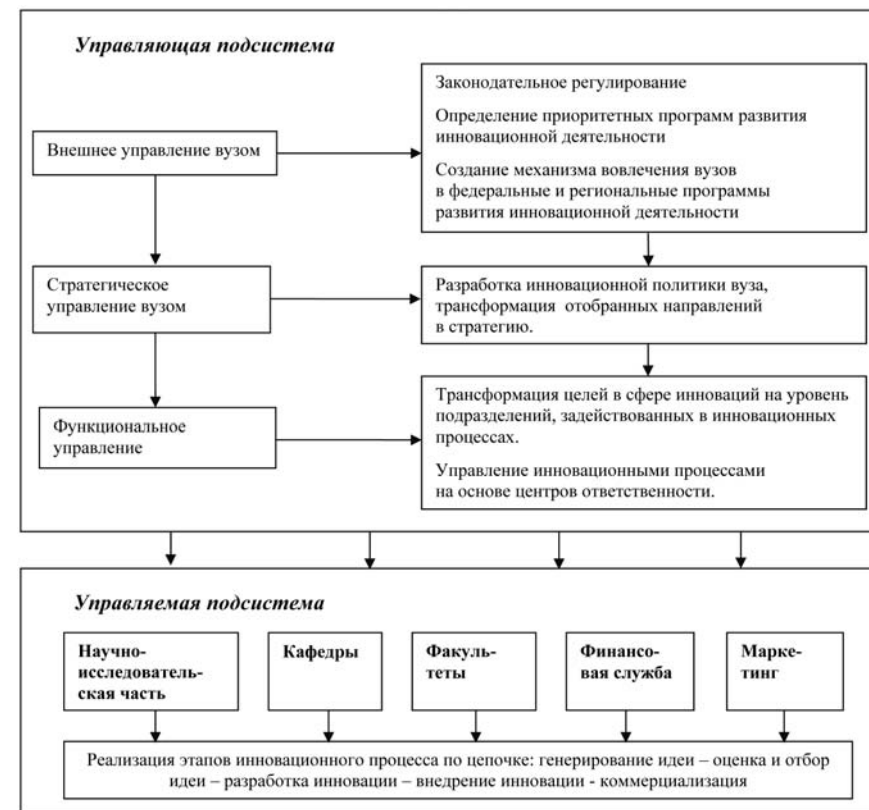 Управляющая подсистема
Внешнее управление вузом
Законодательное регулирование
Определение приоритетных программ развития
инновационной деятельности
Создание механизма вовлечения вузов
в федеральные и региональные программы
развития инновационной деятельности
Стратегическое
управление вузом
Разработка инновационной политики вуза,
трансформация отобранных направлений
в стратегию.
Функциональное
управление
Трансформация целей в сфере инноваций на уровень
подразделений, задействованных в инновационных
процессах.
Управление инновационными процессами
на основе центров ответственности.
Управляемая подсистема
Научно-
исследователь-
ская часть
Кафедры
Факуль-
теты
Финансо-
вая служба
Марке-
тинг
Реализация этапов инновационного процесса по цепочке: генерирование идеи – оценка и отбор
идеи – разработка инновации – внедрение инновации - коммерциализация